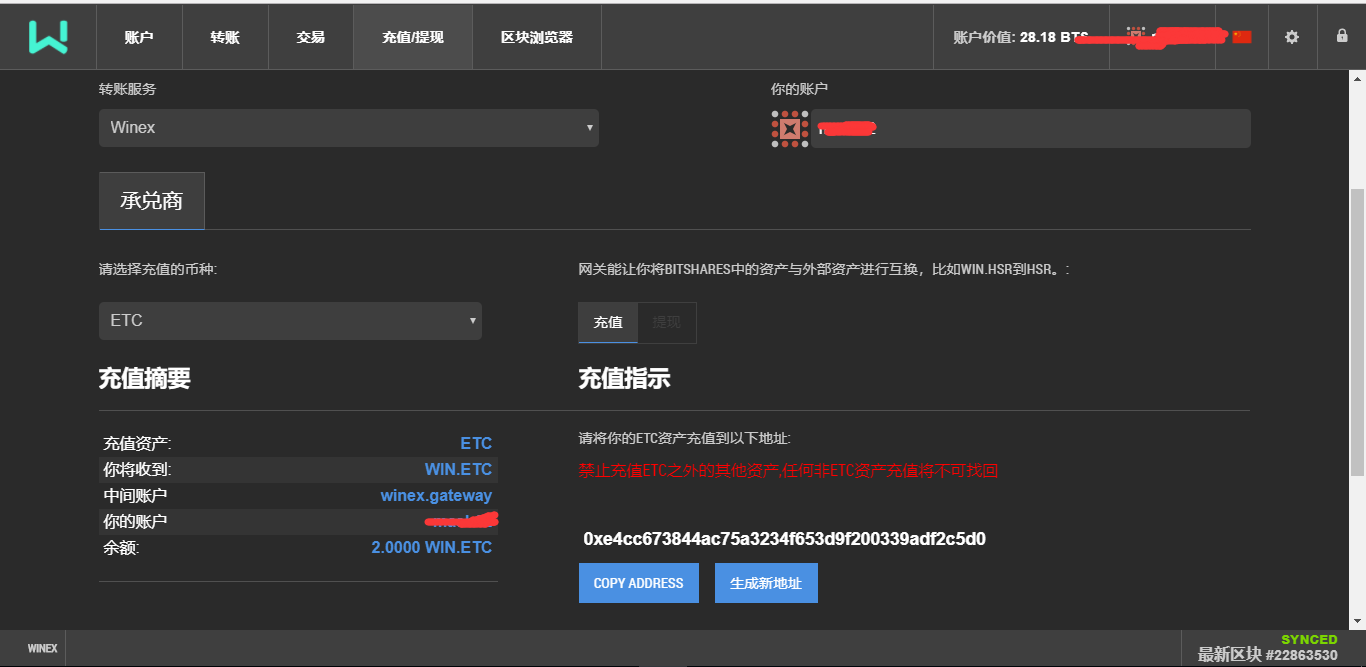 账户 转账 交易 充值/提现 区块浏览器 账户价值: 28.18 BTS
转账服务 你的账户
Winex
承兑商
请选择充值的币种: 网关能让你将BITSHARES中的资产与外部资产进行互换，比如WIN.HSR到HSR。:
ETC 充值 提现
充值摘要 充值指示
充值资产: ETC 请将你的ETC资产充值到以下地址:
你将收到: WIN.ETC 禁止充值ETC之外的其他资产,任何非ETC资产充值将不可找回
中间账户 winex.gateway
你的账户
余额: 2.0000 WIN.ETC 0xe4cc673844ac75a3234f653d9f200339adf2c5d0
COPY ADDRESS 生成新地址
WINEX SYNCED
最新区块 #22863530